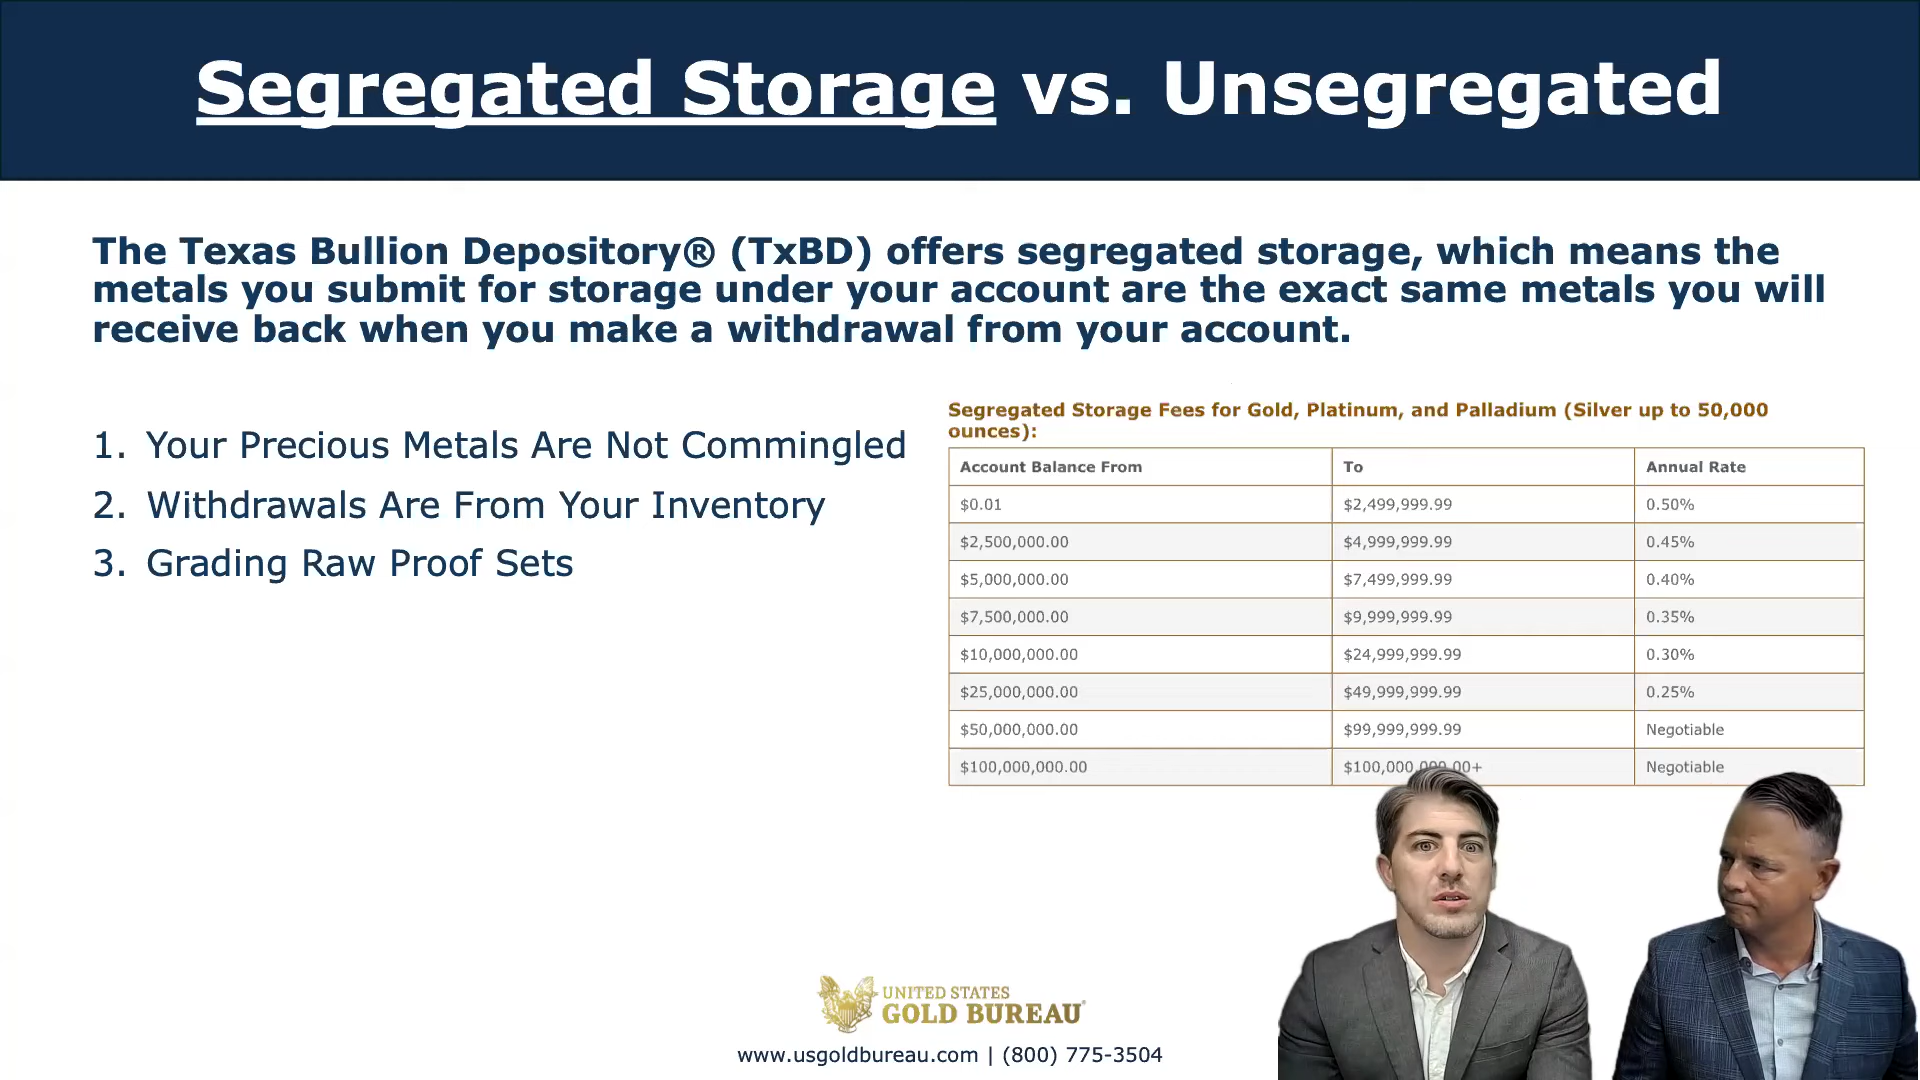 Segregated Storage vs. Unsegregated
The Texas Bullion Depository® (TxBD) offers segregated storage, which means the
metals you submit for storage under your account are the exact same metals you will
receive back when you make a withdrawal from your account.
1. Your Precious Metals Are Not Commingled
2. Withdrawals Are From Your Inventory
3. Grading Raw Proof Sets
Segregated Storage Fees for Gold, Platinum, and Palladium (Silver up to 50,000
ounces):
Account Balance From To Annual Rate
$0.01 $2,499,999.99 0.50%
$2,500,000.00 $4,999,999.99 0.45%
$5,000,000.00 $7,499,999.99 0.40%
$7,500,000.00 $9,999,999.99 0.35%
$10,000,000.00 $24,999,999.99 0.30%
$25,000,000.00 $49,999,999.99 0.25%
$50,000,000.00 $99,999,999.99 Negotiable
$100,000,000.00 $100,000,000.00+ Negotiable
UNITED STATES
GOLD BUREAU®
www.usgoldbureau.com | (800) 775-3504